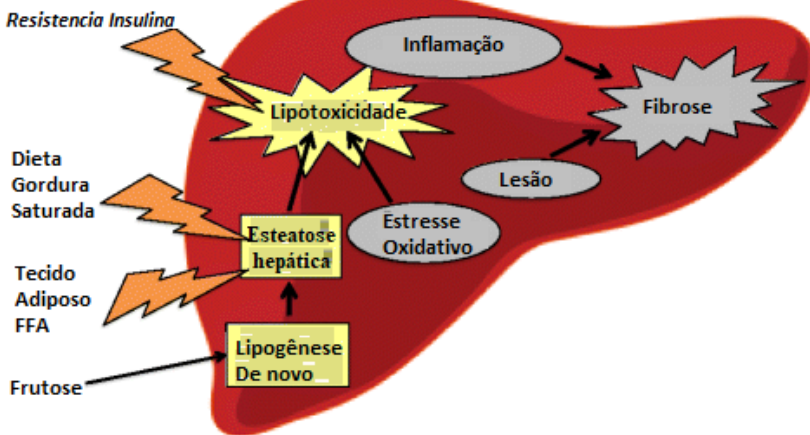 Resistencia Insulina
Inflamação
Lipotoxicidade
Fibrose
Dieta
Gordura
Saturada
Lesão
Esteatose
hepática
Estresse
Oxidativo
Tecido
Adiposo
FFA
Lipogênese
De novo
Frutose